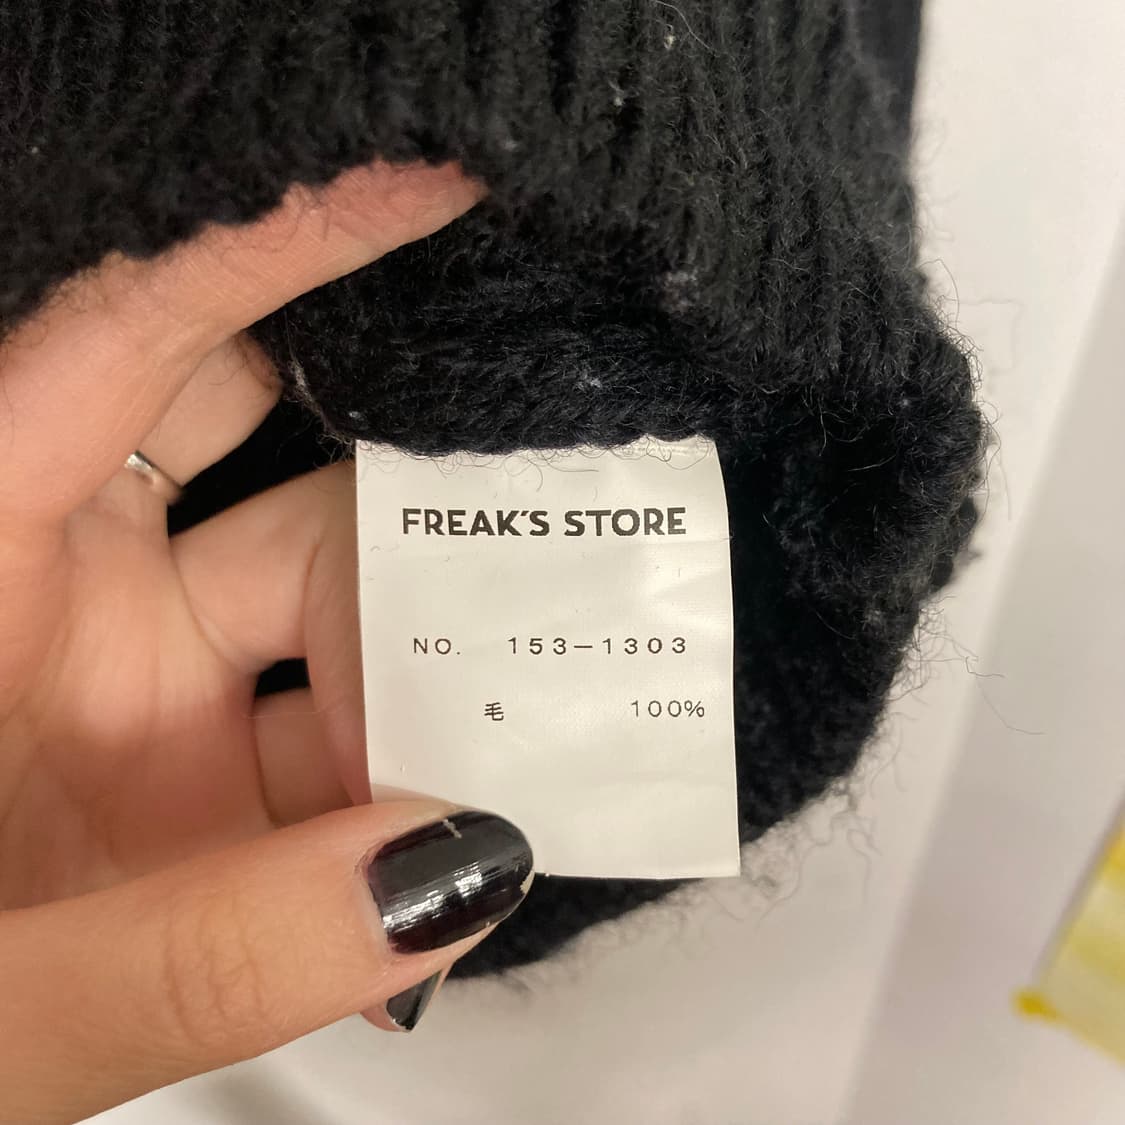 FREAK'S STORE
NO. 153-1303
毛 100%